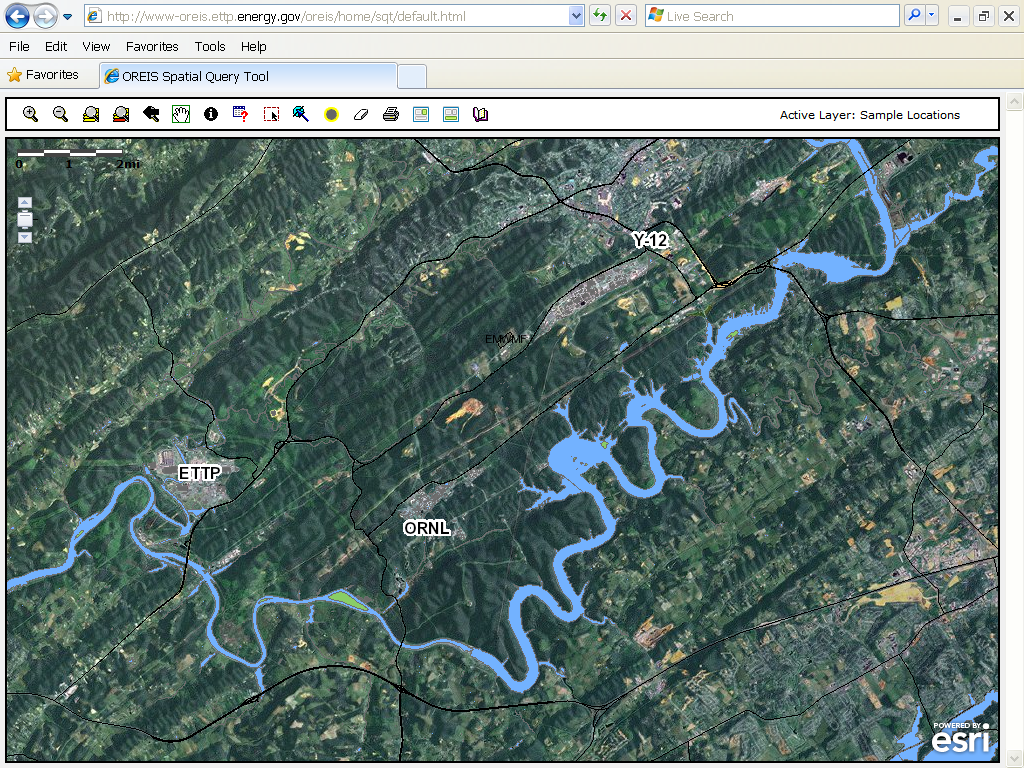 http://www-oreis.ettp.energy.gov/oreis/home/sqt/default.html
Live Search
File Edit View Favorites Tools Help
Favorites
OREIS Spatial Query Tool
Active Layer: Sample Locations
0 1 2mi
Y-12
EMWMF
ETTP
ORNL
POWERED BY
esri